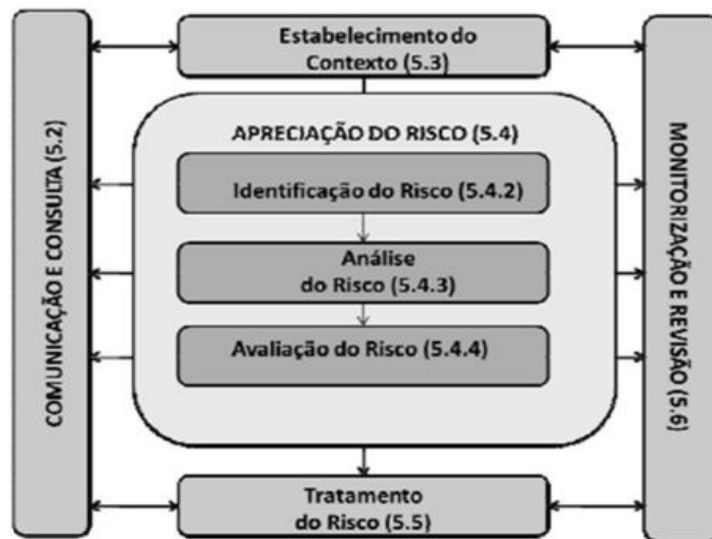 Estabelecimento do
Contexto (5.3)
COMUNICAÇÃO E CONSULTA (5.2)
APRECIAÇÃO DO RISCO (5.4)
Identificação do Risco (5.4.2)
Análise
do Risco (5.4.3)
Avaliação do Risco (5.4.4)
MONITORIZAÇÃO E REVISÃO (5.6)
Tratamento
do Risco (5.5)